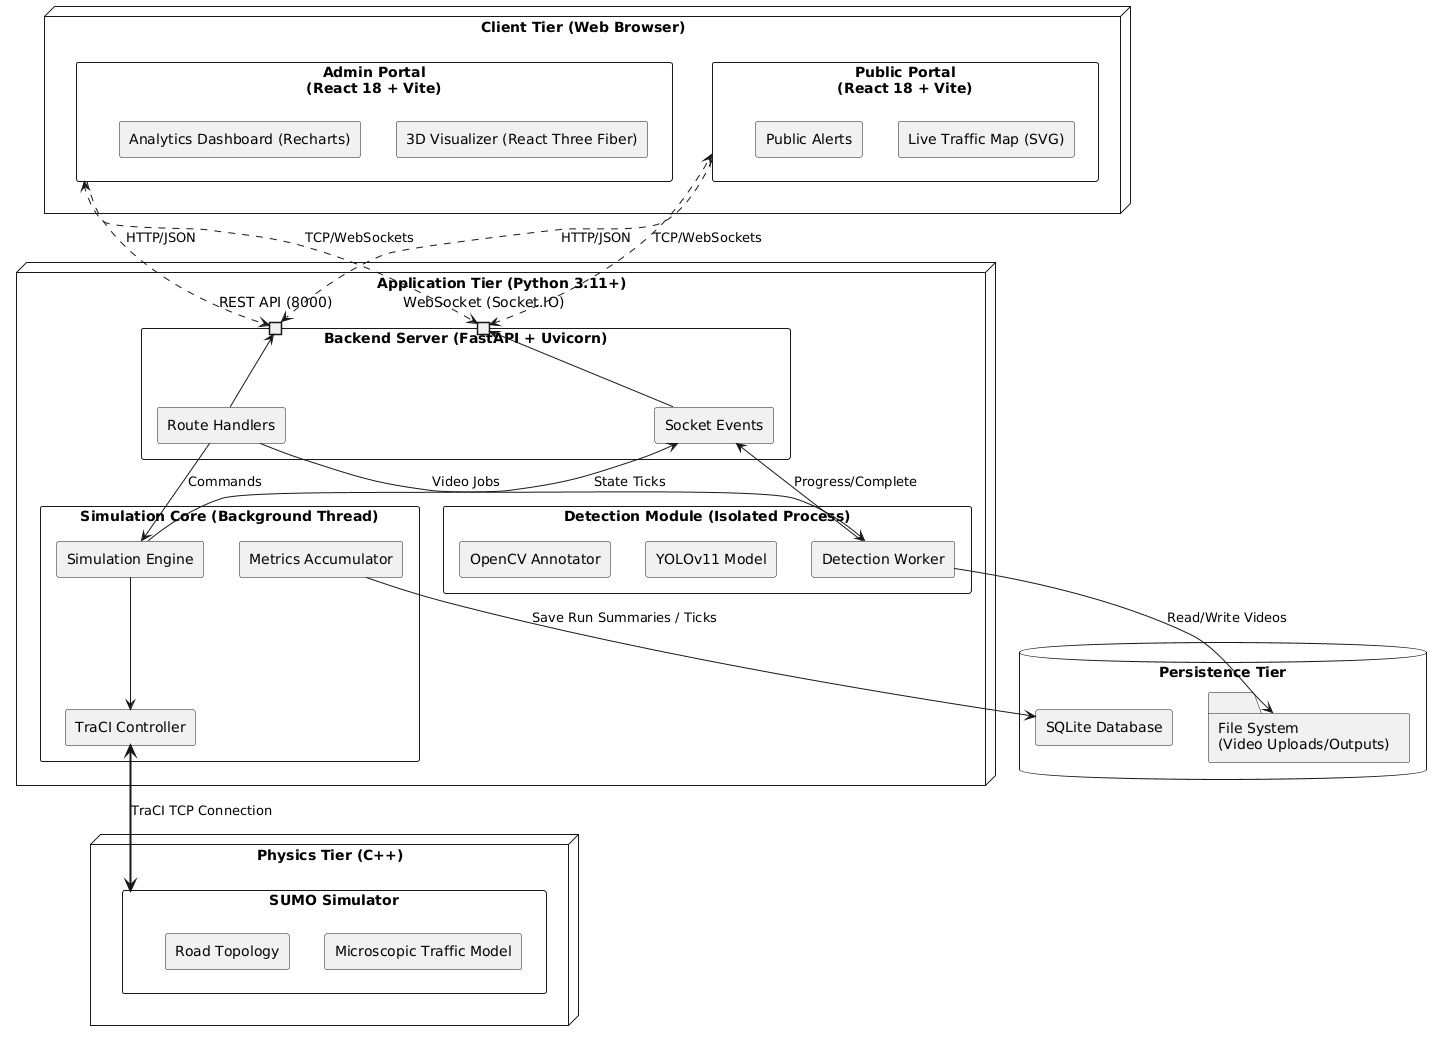 Client Tier (Web Browser)
Admin Portal
(React 18 + Vite)
Public Portal
(React 18 + Vite)
Analytics Dashboard (Recharts)
3D Visualizer (React Three Fiber)
Public Alerts
Live Traffic Map (SVG)
HTTP/JSON
TCP/WebSockets
HTTP/JSON
TCP/WebSockets
Application Tier (Python 3.11+)
REST API (8000)
WebSocket (Socket.IO)
Backend Server (FastAPI + Uvicorn)
Route Handlers
Socket Events
Commands
Video Jobs
State Ticks
Progress/Complete
Simulation Core (Background Thread)
Detection Module (Isolated Process)
Simulation Engine
Metrics Accumulator
OpenCV Annotator
YOLOv11 Model
Detection Worker
Save Run Summaries / Ticks
Read/Write Videos
Persistence Tier
TraCI Controller
SQLite Database
File System
(Video Uploads/Outputs)
TraCI TCP Connection
Physics Tier (C++)
SUMO Simulator
Road Topology
Microscopic Traffic Model